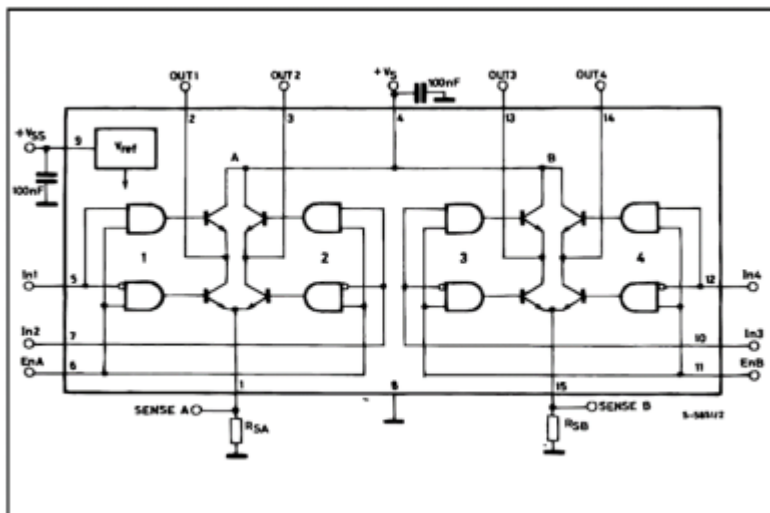 OUT1
OUT2
+VS
100nF
OUT3
OUT4
2
3
4
13
14
+VSS
9
Vref
A
B
100nF
1
2
3
4
In1
5
12
In4
In2
7
10
In3
EnA
6
11
EnB
1
8
15
SENSE A
SENSE B
RSA
RSB
S-5851/2